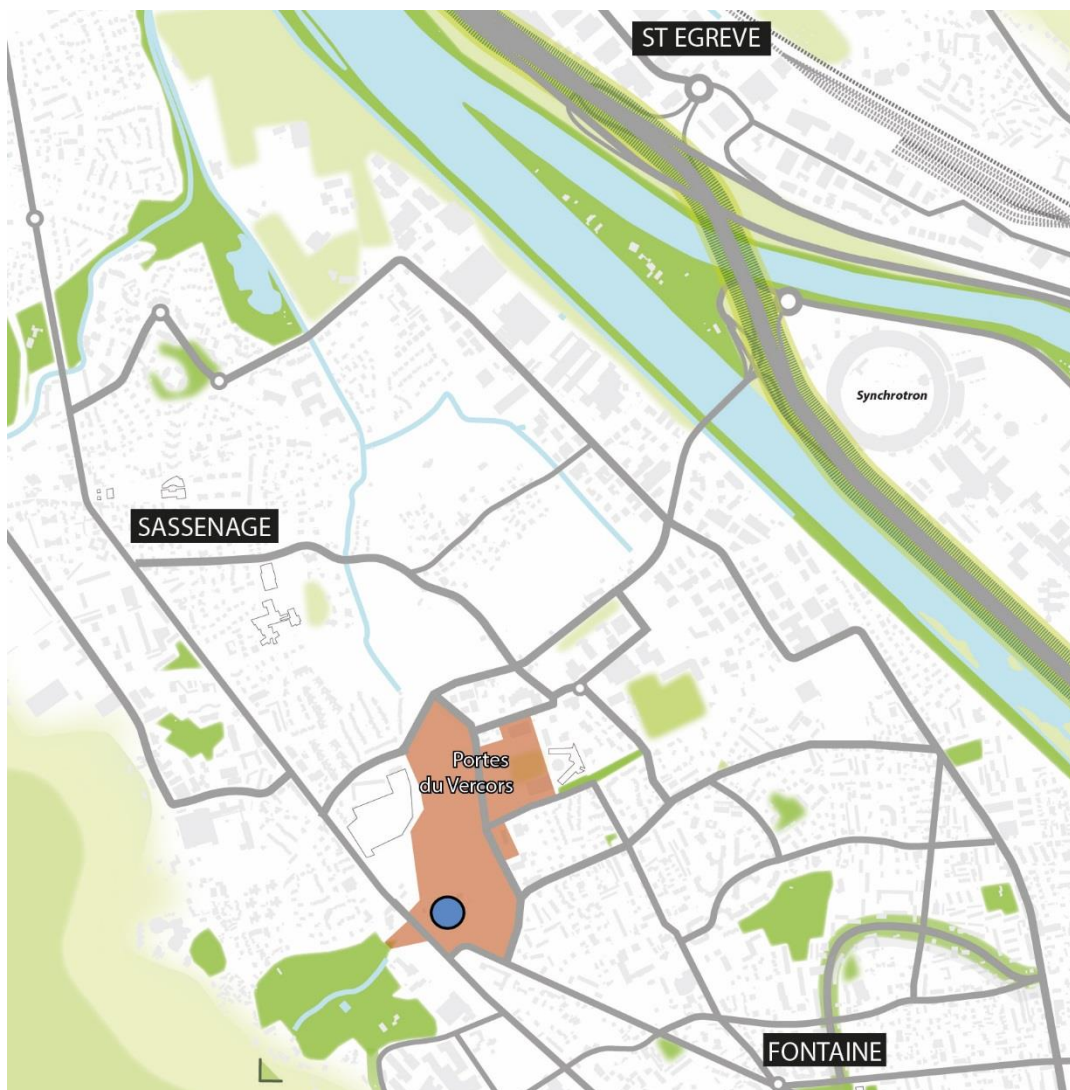 ST EGREVE
Synchrotron
SASSENAGE
Portes
du Vercors
FONTAINE